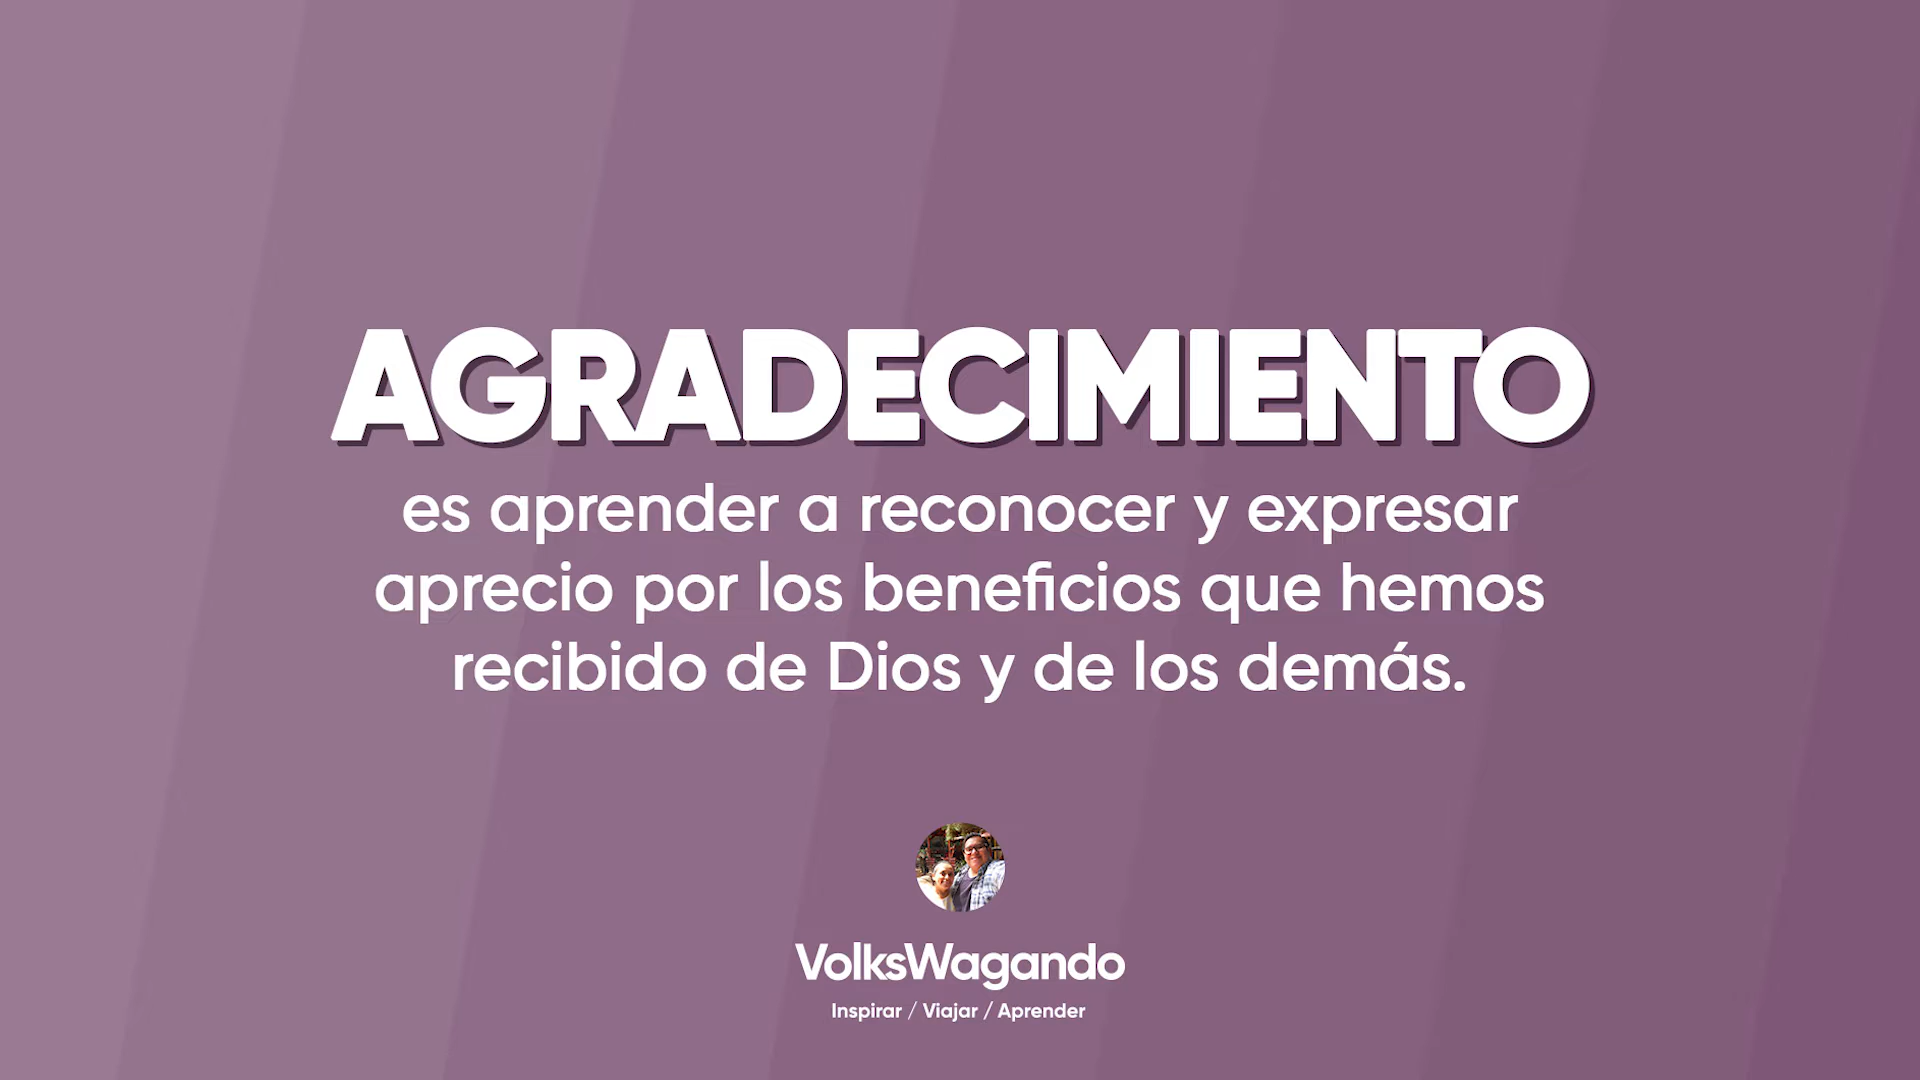 AGRADECIMIENTO
es aprender a reconocer y expresar
aprecio por los beneficios que hemos
recibido de Dios y de los demás.
VolksWagando
Inspirar / Viajar / Aprender